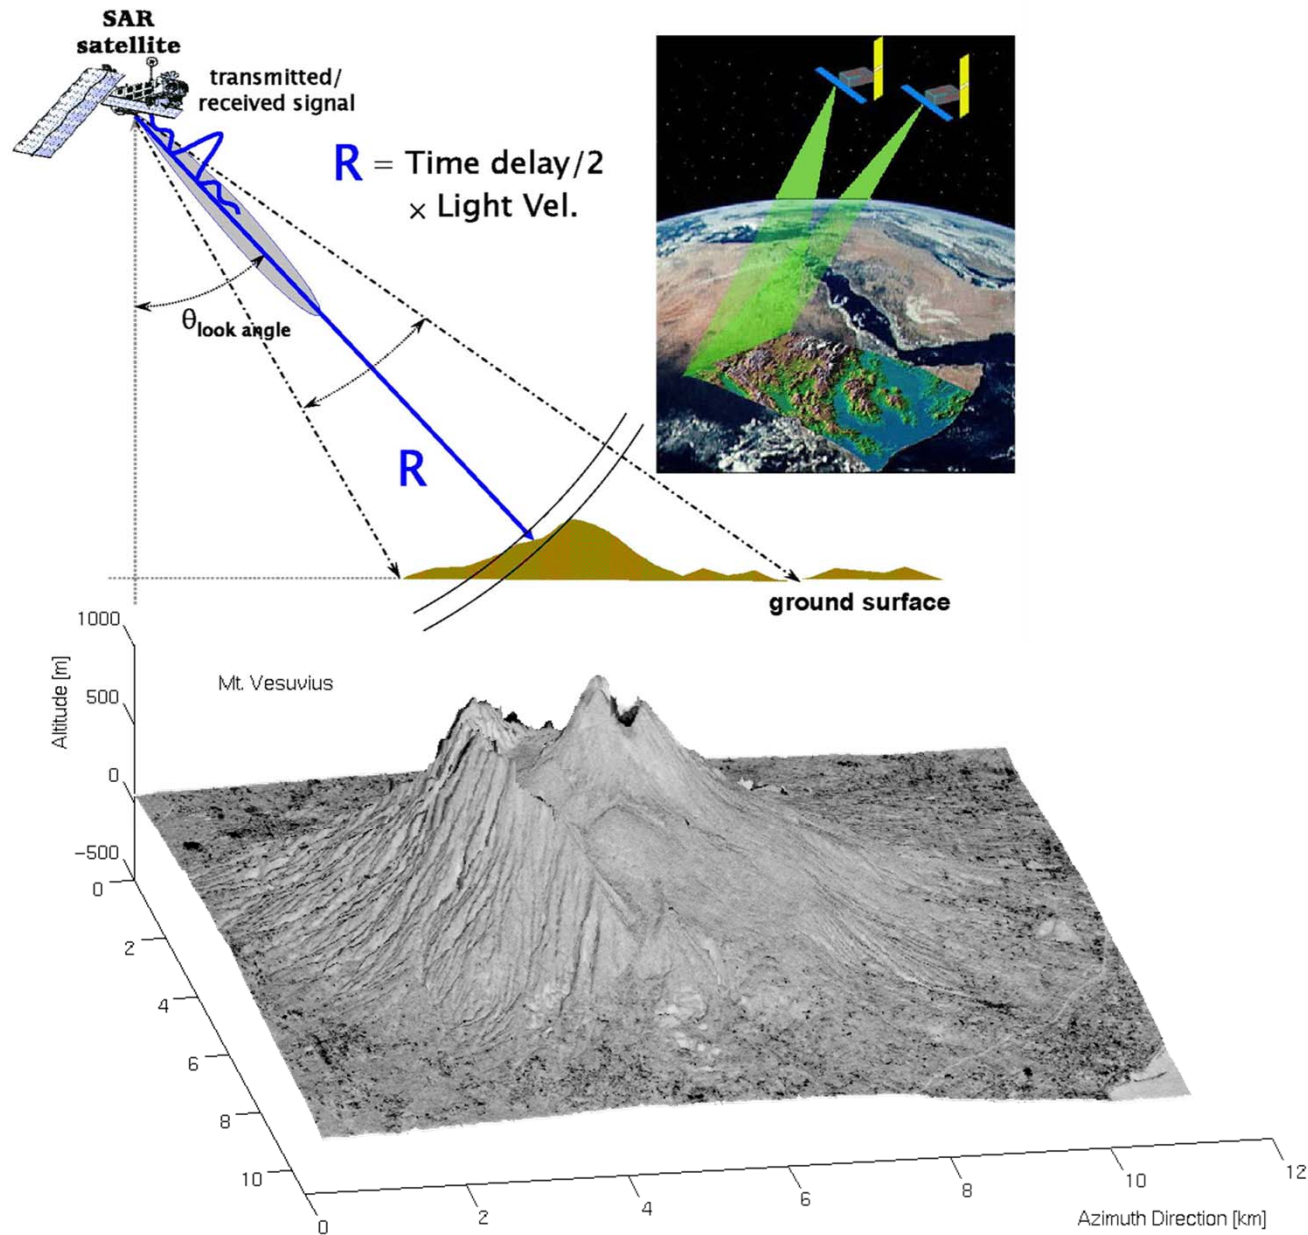 SAR
satellite
transmitted/
received signal
R = Time delay/2
× Light Vel.
θlook angle
R
ground surface
Mt. Vesuvius
Altitude [m]
1000
500
0
-500
0
2
4
6
8
10
0
2
4
6
8
10
12
Azimuth Direction [km]